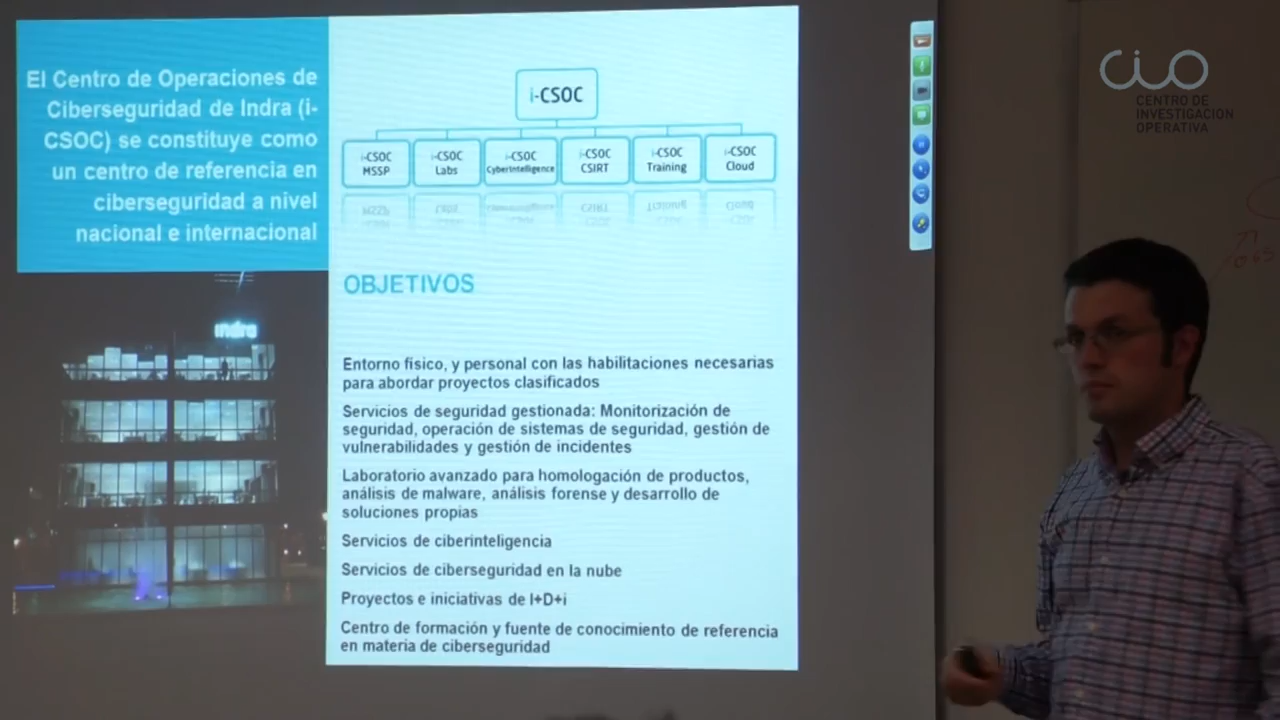 El Centro de Operaciones de
Ciberseguridad de Indra (i-
CSOC) se constituye como
un centro de referencia en
ciberseguridad a nivel
nacional e internacional
i-CSOC
i-CSOC
MSSP
i-CSOC
Labs
i-CSOC
CyberIntelligence
i-CSOC
CSIRT
i-CSOC
Training
i-CSOC
Cloud
OBJETIVOS
Entorno físico, y personal con las habilitaciones necesarias
para abordar proyectos clasificados
Servicios de seguridad gestionada: Monitorización de
seguridad, operación de sistemas de seguridad, gestión de
vulnerabilidades y gestión de incidentes
Laboratorio avanzado para homologación de productos,
análisis de malware, análisis forense y desarrollo de
soluciones propias
Servicios de ciberinteligencia
Servicios de ciberseguridad en la nube
Proyectos e iniciativas de I+D+i
Centro de formación y fuente de conocimiento de referencia
en materia de ciberseguridad
indra
CIO
CENTRO DE
INVESTIGACION
OPERATIVA